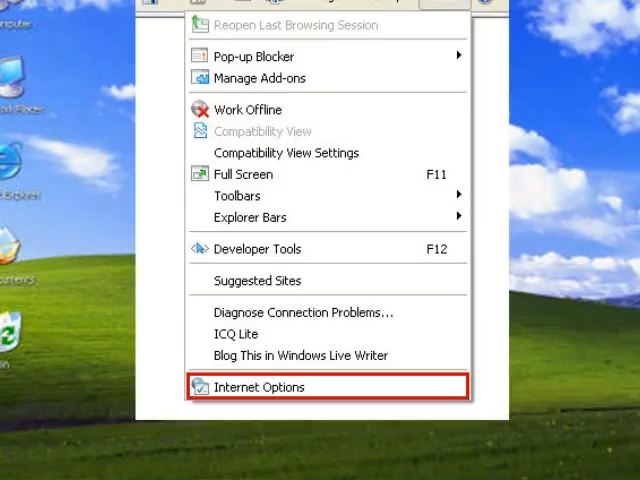 Reopen Last Browsing Session
Pop-up Blocker
Manage Add-ons
Work Offline
Compatibility View
Compatibility View Settings
Full Screen F11
Toolbars
Explorer Bars
Developer Tools F12
Suggested Sites
Diagnose Connection Problems...
ICQ Lite
Blog This in Windows Live Writer
Internet Options